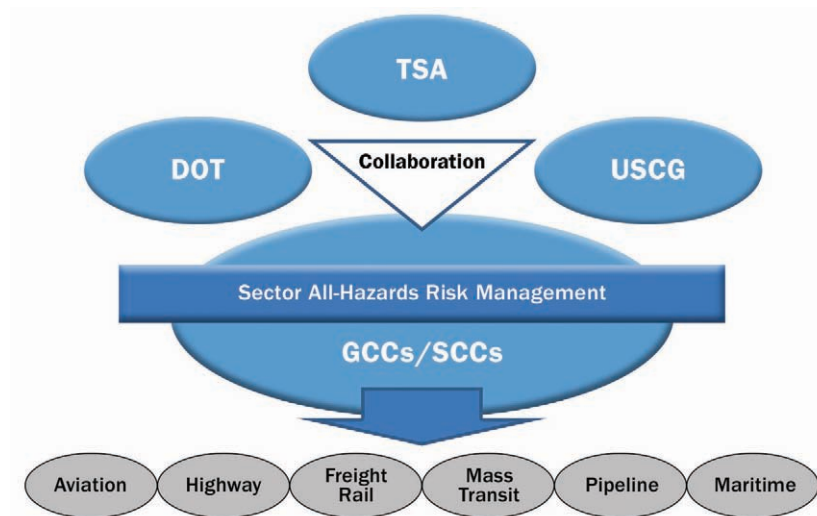 TSA
DOT
Collaboration
USCG
Sector All-Hazards Risk Management
GCCs/SCCs
Aviation
Highway
Freight
Rail
Mass
Transit
Pipeline
Maritime